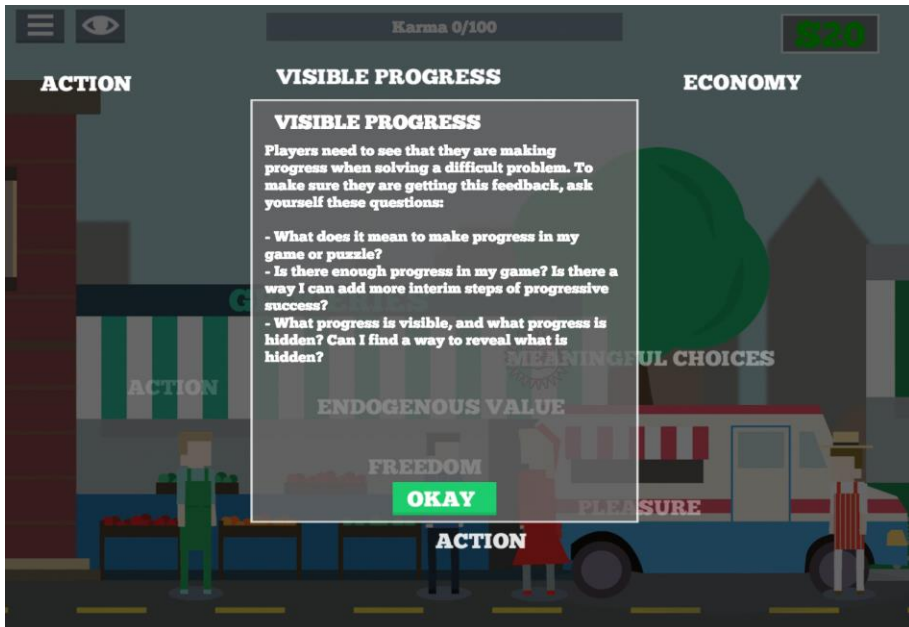 Karma 0/100
$20
ACTION
VISIBLE PROGRESS
ECONOMY
VISIBLE PROGRESS
Players need to see that they are making
progress when solving a difficult problem. To
make sure they are getting this feedback, ask
yourself these questions:
- What does it mean to make progress in my
game or puzzle?
- Is there enough progress in my game? Is there a
way I can add more interim steps of progressive
success?
- What progress is visible, and what progress is
hidden? Can I find a way to reveal what is
hidden?
GROCERIES
MEANINGFUL CHOICES
ACTION
ENDOGENOUS VALUE
FREEDOM
OKAY
PLEASURE
ACTION